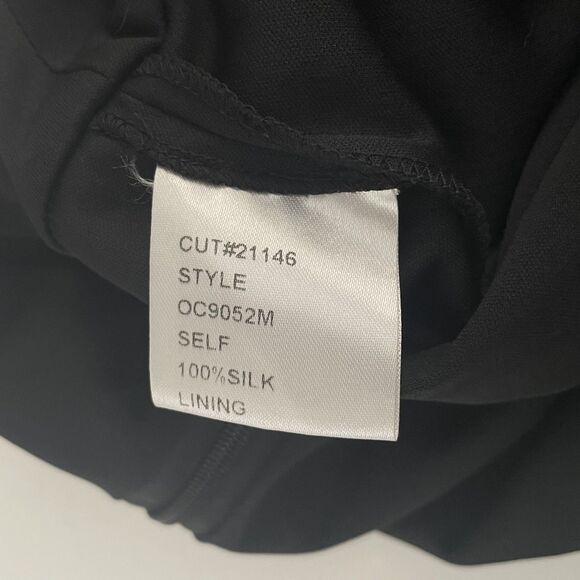 CUT#21146
STYLE
OC9052M
SELF
100%SILK
LINING